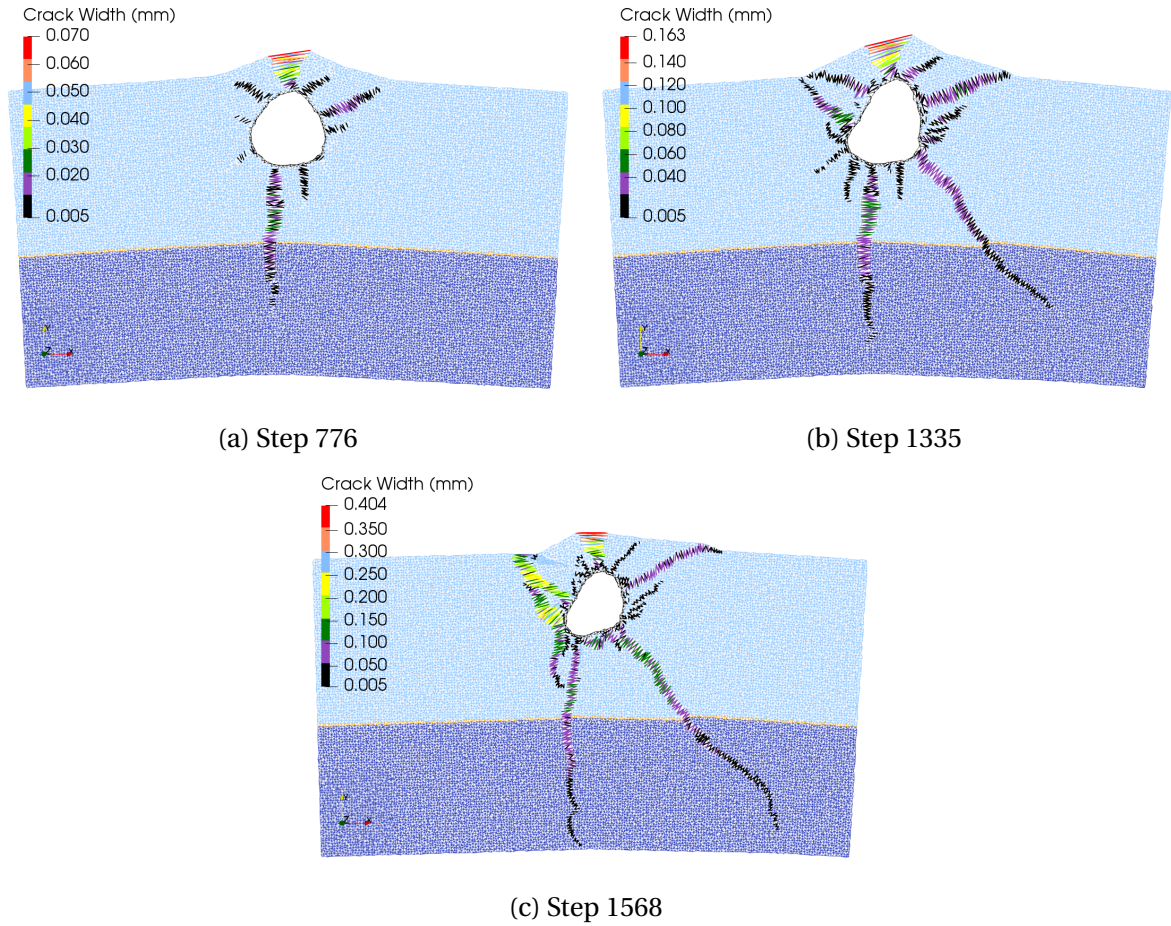 Crack Width (mm)
0.070
0.060
0.050
0.040
0.030
0.020
0.005
Y
Z
X
(a) Step 776
Crack Width (mm)
0.163
0.140
0.120
0.100
0.080
0.060
0.040
0.005
Y
Z
X
(b) Step 1335
Crack Width (mm)
0.404
0.350
0.300
0.250
0.200
0.150
0.100
0.050
0.005
Y
Z
X
(c) Step 1568